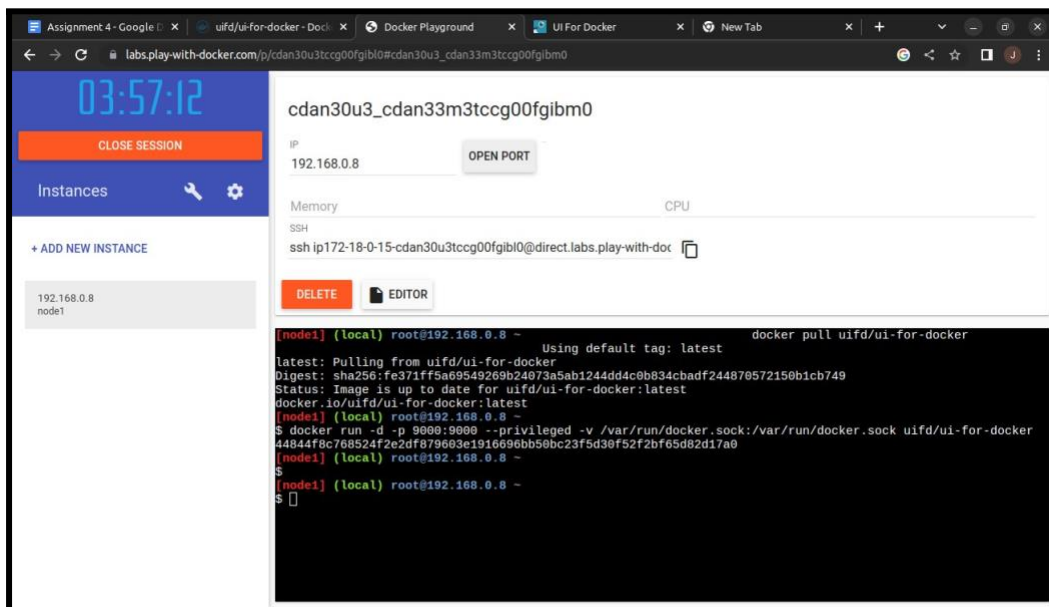 Assignment 4 - Google D
uifd/ui-for-docker - Dock
Docker Playground
UI For Docker
New Tab
labs.play-with-docker.com/p/cdan30u3tccg00fgibl0#cdan30u3_cdan33m3tccg00fgibm0
J
03:57:12
CLOSE SESSION
Instances
+ ADD NEW INSTANCE
192.168.0.8
node1
cdan30u3_cdan33m3tccg00fgibm0
IP
192.168.0.8
OPEN PORT
Memory
CPU
SSH
ssh ip172-18-0-15-cdan30u3tccg00fgibl0@direct.labs.play-with-doc
DELETE
EDITOR
[node1] (local) root@192.168.0.8 ~ docker pull uifd/ui-for-docker
Using default tag: latest
latest: Pulling from uifd/ui-for-docker
Digest: sha256:fe371ff5a69549269b24073a5ab1244dd4c0b834cbadf244870572150b1cb749
Status: Image is up to date for uifd/ui-for-docker:latest
docker.io/uifd/ui-for-docker:latest
[node1] (local) root@192.168.0.8 ~
$ docker run -d -p 9000:9000 --privileged -v /var/run/docker.sock:/var/run/docker.sock uifd/ui-for-docker
44844f8c768524f2e2df879603e1916696bb50bc23f5d30f52f2bf65d82d17a0
[node1] (local) root@192.168.0.8 ~
$
[node1] (local) root@192.168.0.8 ~
$